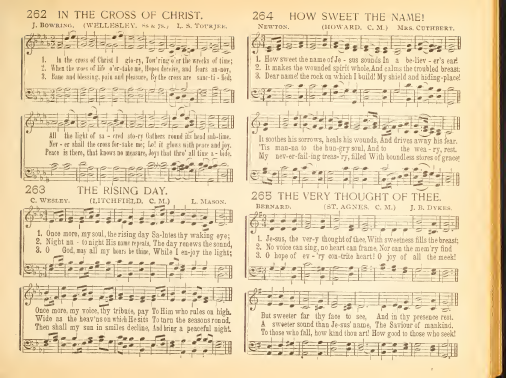 262 IN THE CROSS OF CHRIST.
J. BOWRING. (WELLESLEY. 8s & 7s.) L. S. TOURJEE.
1. In the cross of Christ I glo-ry, Tow'ring o'er the wrecks of time;
2. When the woes of life o'er-take me, Hopes deceive, and fears an-noy,
3. Bane and blessing, pain and pleasure, By the cross are sanc-ti-fied;
All the light of sa-cred sto-ry Gathers round its head sub-lime.
Nev-er shall the cross for-sake me; Lo! it glows with peace and joy.
Peace is there, that knows no measure, Joys that thro' all time a-bide.
263 THE RISING DAY.
C. WESLEY. (LITCHFIELD. C. M.) L. MASON.
1. Once more, my soul, the rising day Sa-lutes thy waking eye;
2. Night un-to night His name repeats, The day renews the sound,
3. O God, may all my hours be thine, While I en-joy the light;
Once more, my voice, thy tribute, pay To Him who rules on high.
Wide as the heav'ns on which He sits To turn the seasons round.
Then shall my sun in smiles decline, And bring a peaceful night.
264 HOW SWEET THE NAME!
NEWTON. (HOWARD. C. M.) MRS. CUTHBERT.
1. How sweet the name of Je-sus sounds In a be-liev-er's ear!
2. It makes the wounded spirit whole, And calms the troubled breast;
3. Dear name! the rock on which I build! My shield and hiding-place!
It soothes his sorrows, heals his wounds, And drives away his fear.
'Tis man-na to the hun-gry soul, And to the wea-ry, rest.
My nev-er-fail-ing treas-'ry, filled With boundless stores of grace!
265 THE VERY THOUGHT OF THEE.
BERNARD. (ST. AGNES. C. M.) J. B. DYKES.
1. Je-sus, the ver-y thought of thee, With sweetness fills the breast;
2. No voice can sing, no heart can frame, Nor can the mem'ry find
3. O hope of ev-'ry con-trite heart! O joy of all the meek!
But sweeter far thy face to see, And in thy presence rest.
A sweeter sound than Je-sus' name, The Saviour of mankind.
To those who fall, how kind thou art! How good to those who seek!